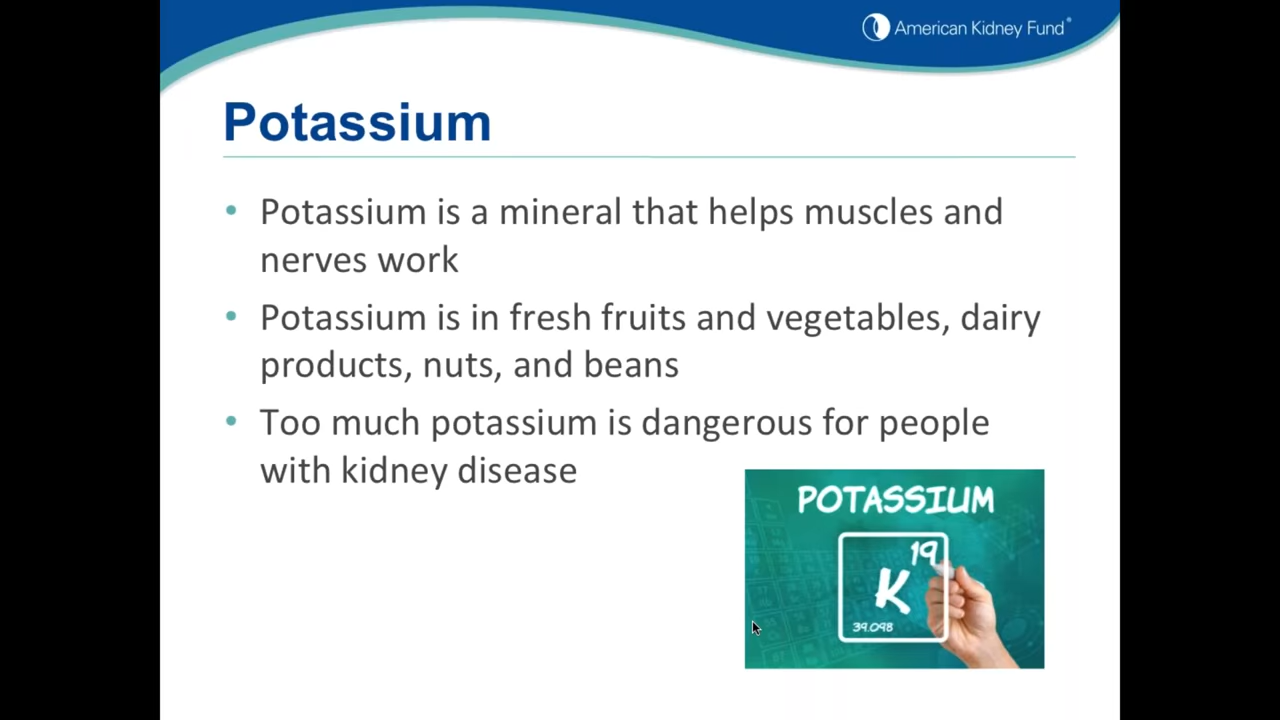 American Kidney Fund®
Potassium
• Potassium is a mineral that helps muscles and
nerves work
• Potassium is in fresh fruits and vegetables, dairy
products, nuts, and beans
• Too much potassium is dangerous for people
with kidney disease
POTASSIUM
19
K
39.098